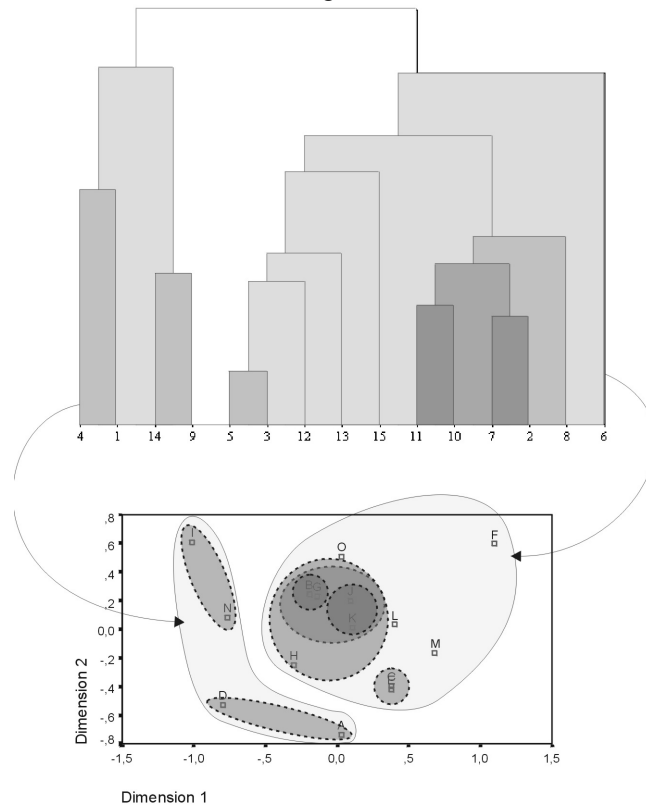 4 1 14 9 5 3 12 13 15 11 10 7 2 8 6
,8
,6
,4
,2
0,0
-,2
-,4
-,6
-,8
I
O
F
B
G
J
N
K
L
M
H
D
A
Dimension 2
-1,5 -1,0 -,5 0,0 ,5 1,0 1,5
Dimension 1